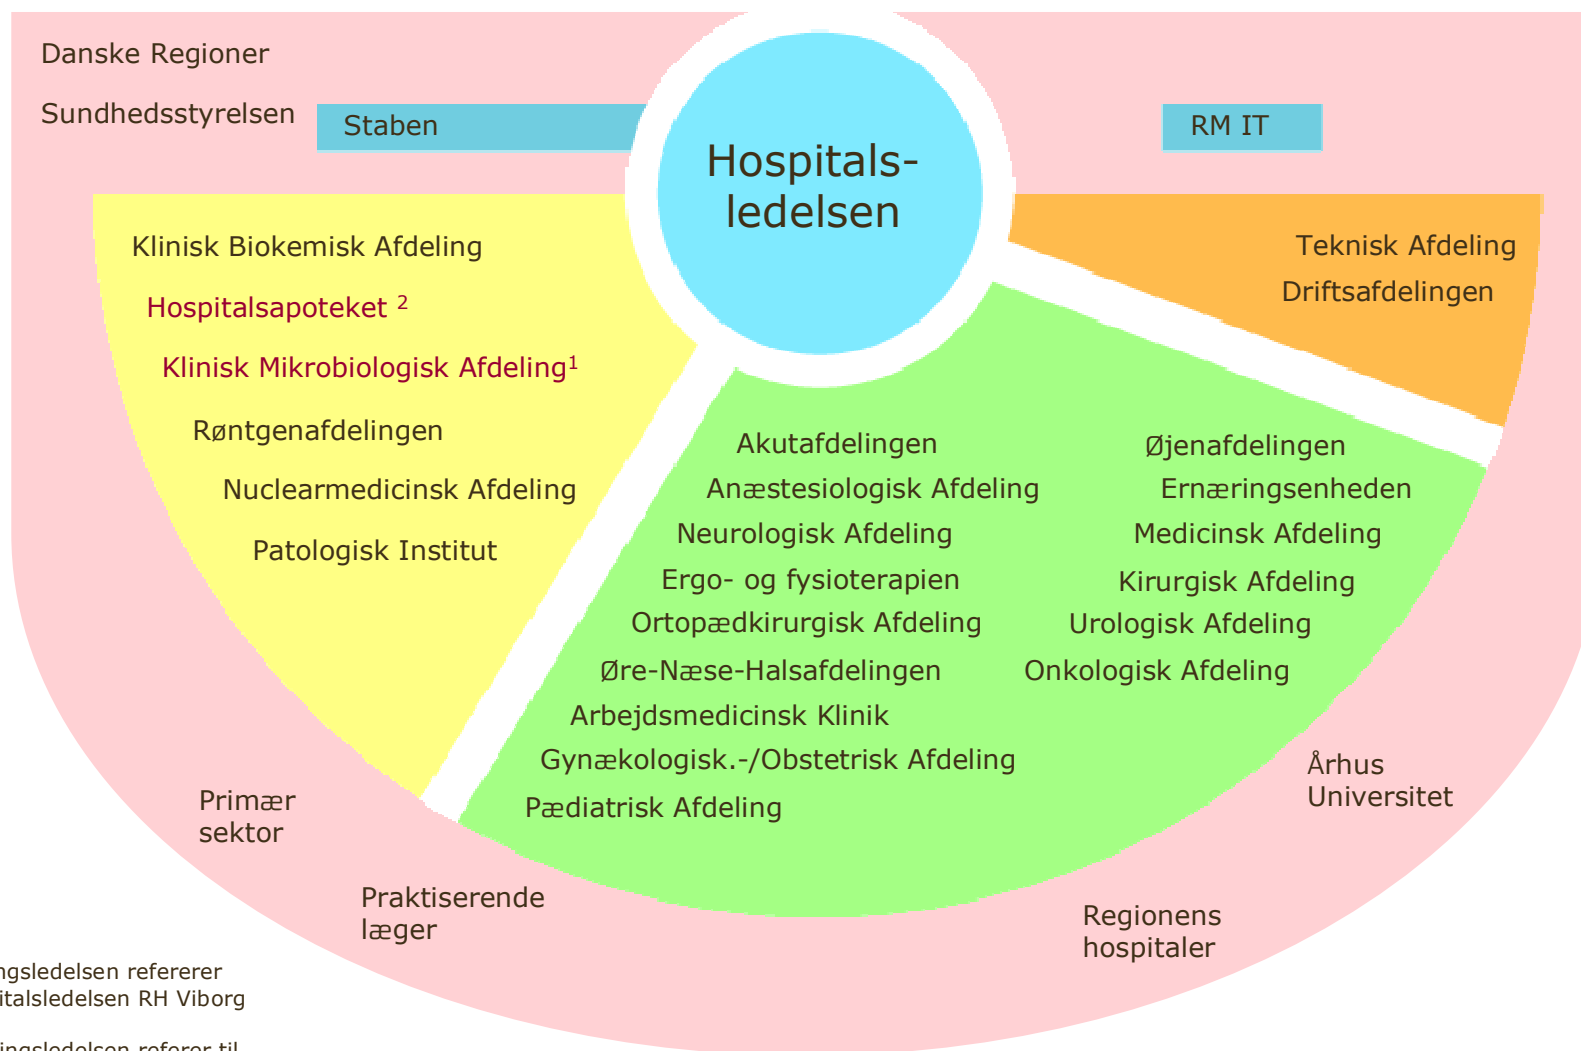 Danske Regioner
Sundhedsstyrelsen
Staben
Hospitals-
ledelsen
RM IT
Klinisk Biokemisk Afdeling
Hospitalsapoteket ²
Klinisk Mikrobiologisk Afdeling¹
Røntgenafdelingen
Nuclearmedicinsk Afdeling
Patologisk Institut
Teknisk Afdeling
Driftsafdelingen
Akutafdelingen
Anæstesiologisk Afdeling
Neurologisk Afdeling
Ergo- og fysioterapien
Ortopædkirurgisk Afdeling
Øre-Næse-Halsafdelingen
Arbejdsmedicinsk Klinik
Gynækologisk.-/Obstetrisk Afdeling
Pædiatrisk Afdeling
Øjenafdelingen
Ernæringsenheden
Medicinsk Afdeling
Kirurgisk Afdeling
Urologisk Afdeling
Onkologisk Afdeling
Primær
sektor
Praktiserende
læger
Regionens
hospitaler
Århus
Universitet
ngsledelsen refererer
italsledelsen RH Viborg
ingsledelsen referer til